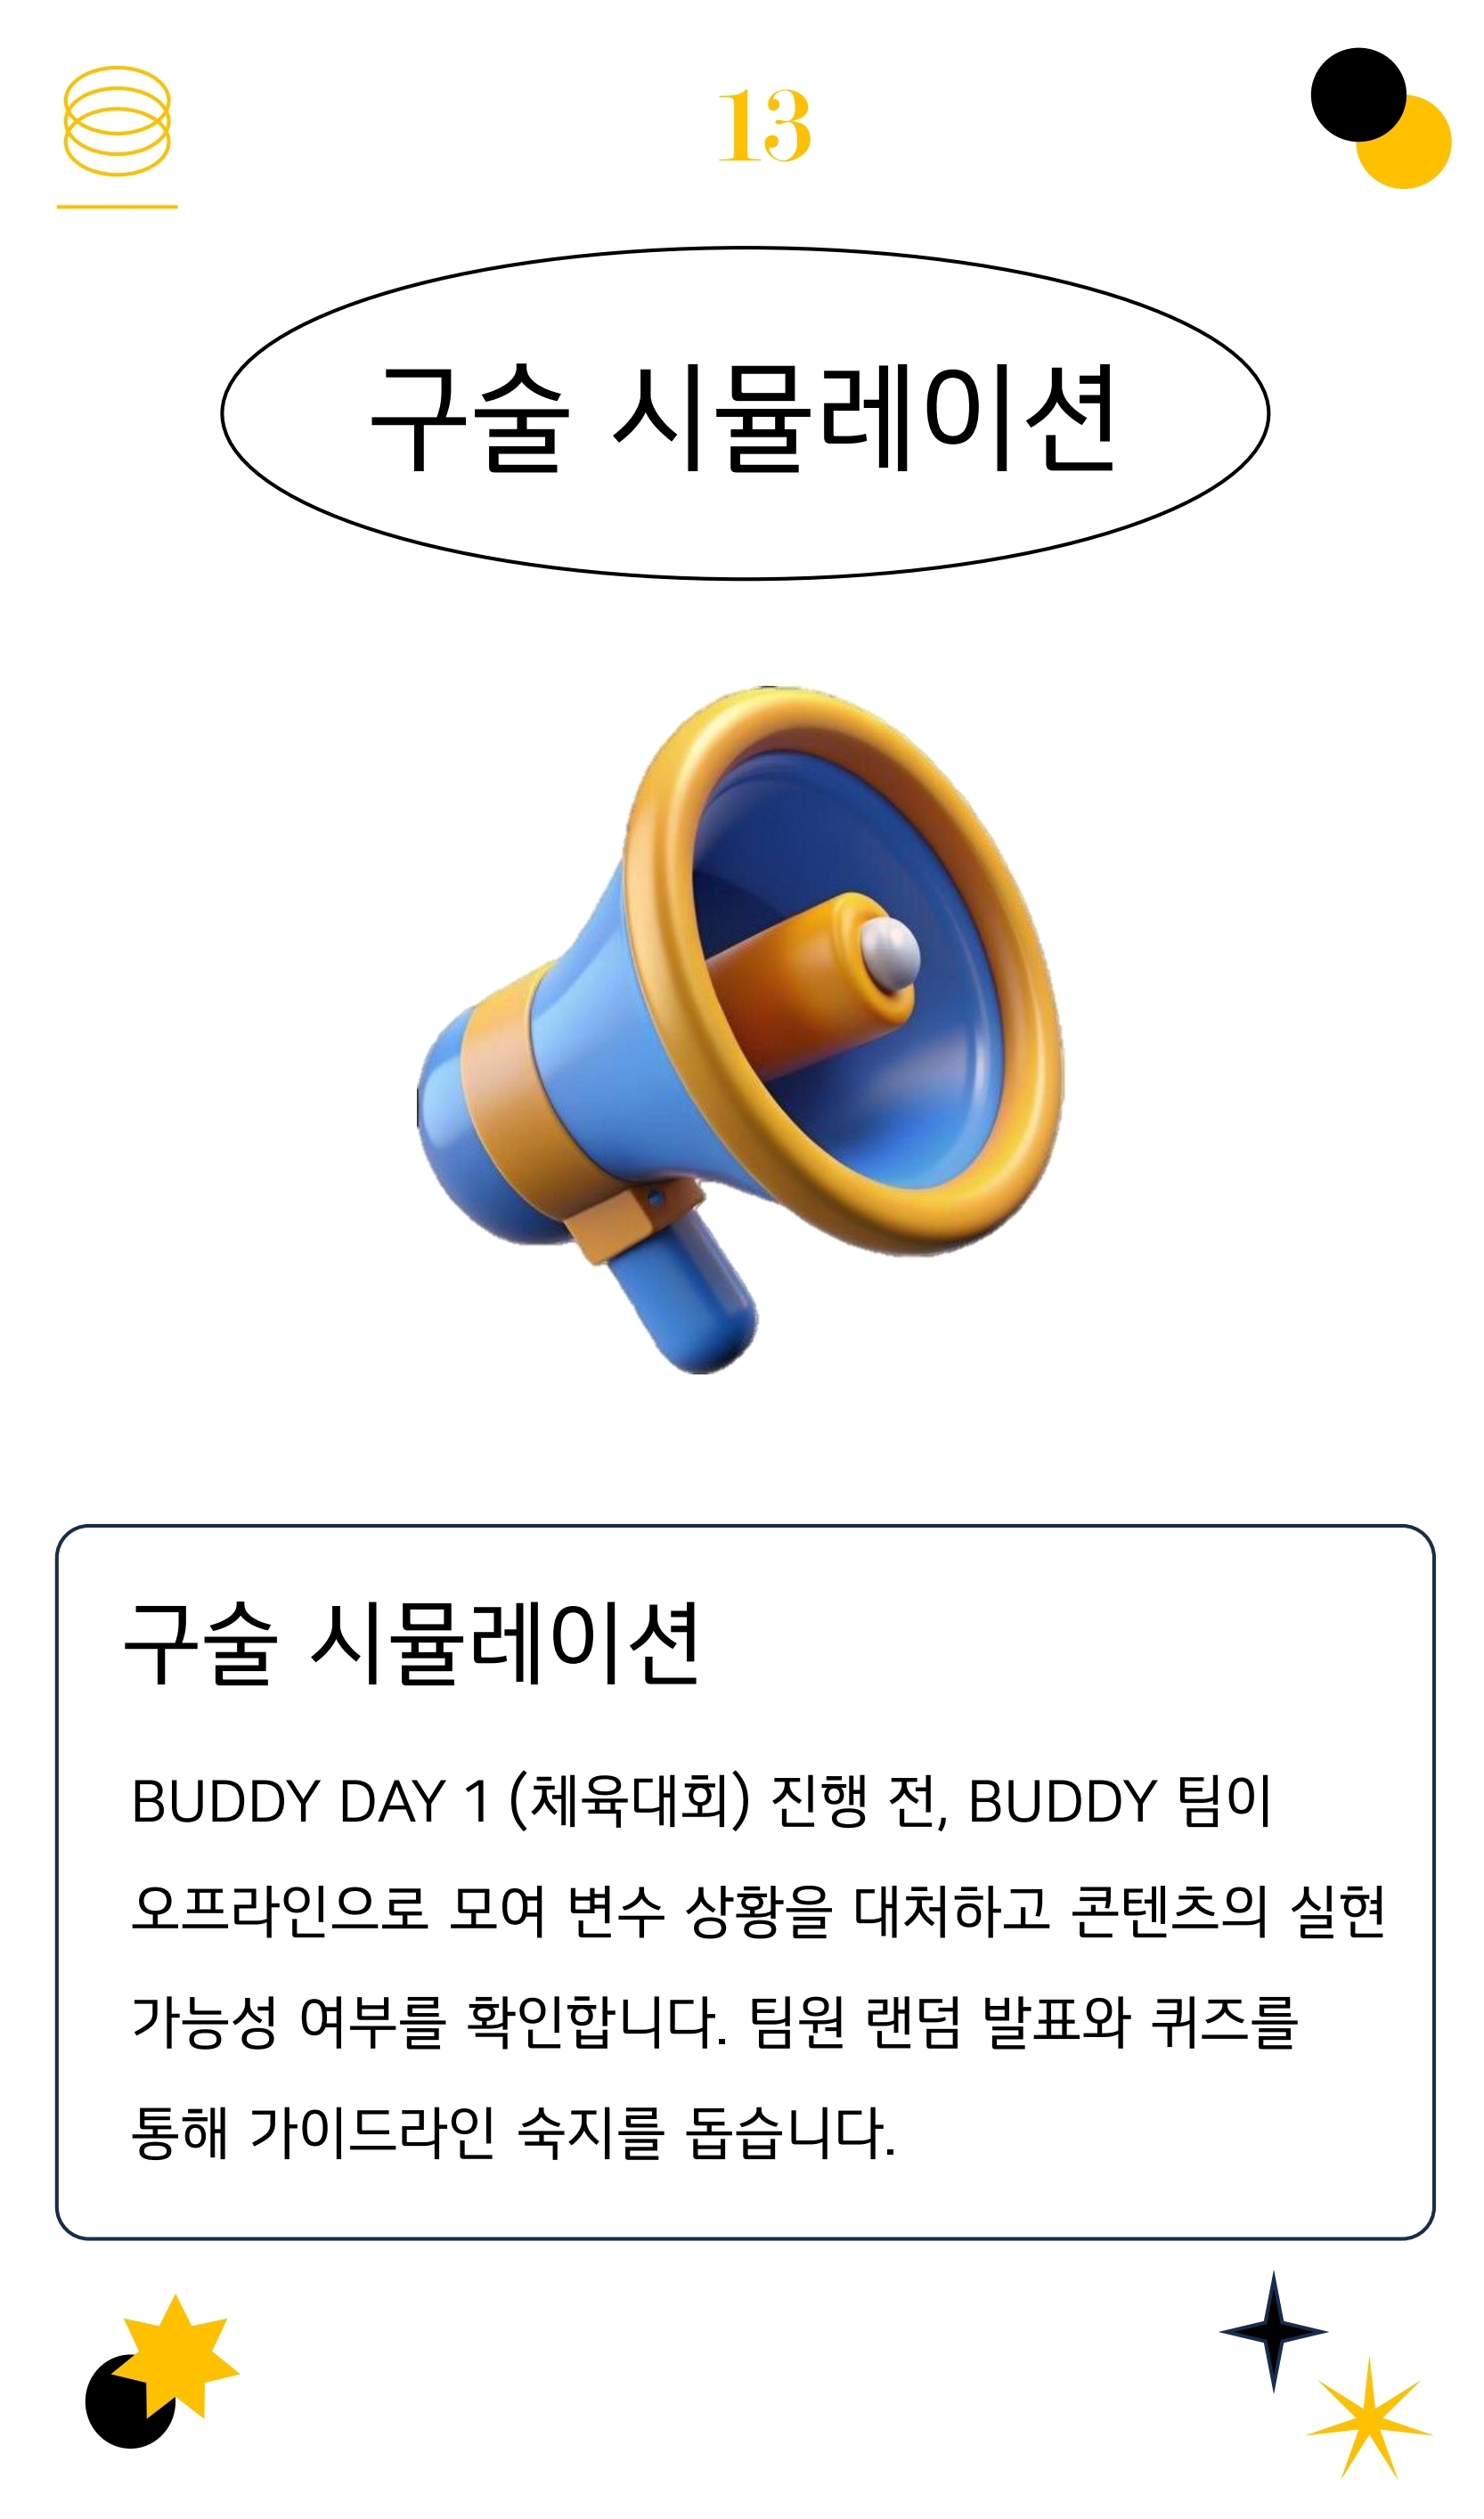 13
구술 시뮬레이션
구술 시뮬레이션
BUDDY DAY 1 (체육대회) 진행 전, BUDDY 팀이
오프라인으로 모여 변수 상황을 대처하고 콘텐츠의 실현
가능성 여부를 확인합니다. 팀원 랜덤 발표와 퀴즈를
통해 가이드라인 숙지를 돕습니다.